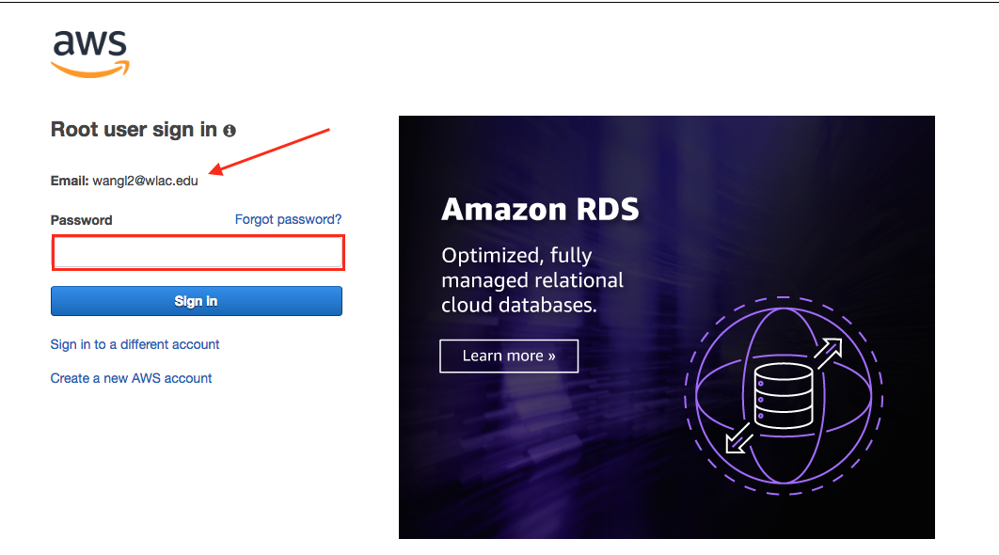 aws
Root user sign in
Email: wangl2@wlac.edu
Password
Forgot password?
Sign in
Sign in to a different account
Create a new AWS account
Amazon RDS
Optimized, fully
managed relational
cloud databases.
Learn more »